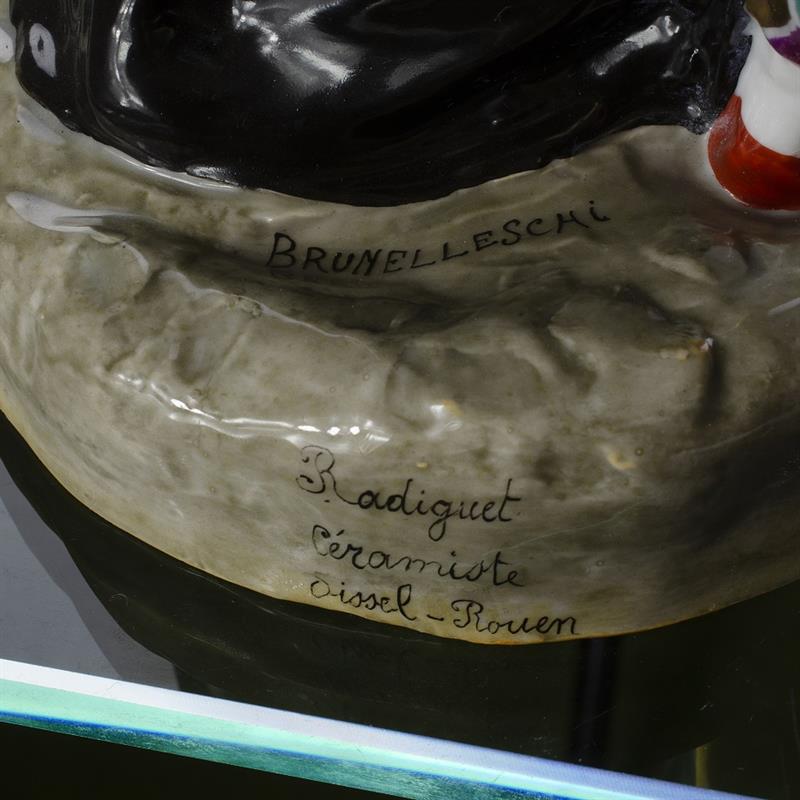 BRUNELLESCHi
Radiguet
Céramiste
Oissel - Rouen